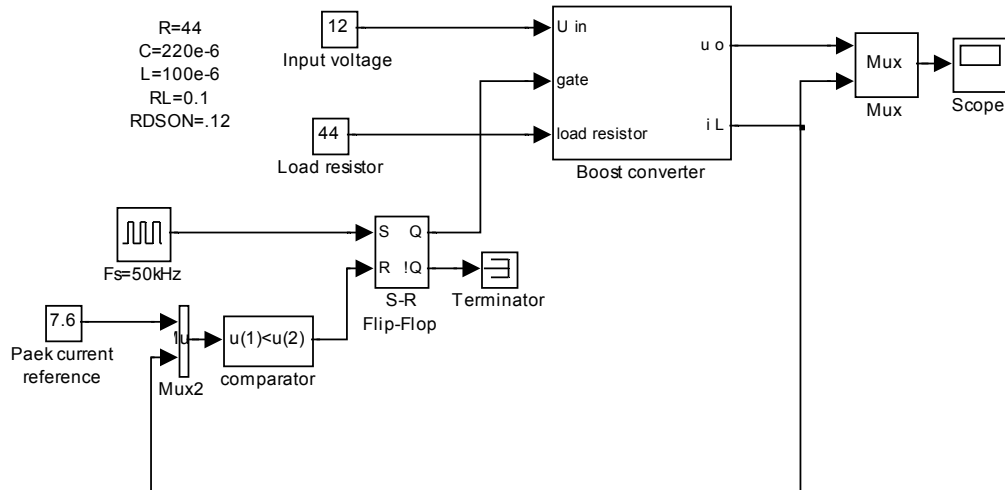 R=44
C=220e-6
L=100e-6
RL=0.1
RDSON=.12
12
Input voltage
44
Load resistor
U in
gate
load resistor
u o
i L
Boost converter
Mux
Mux
Scope
Fs=50kHz
S
Q
R
!Q
S-R
Flip-Flop
Terminator
7.6
Paek current
reference
Mux2
u(1)<u(2)
comparator